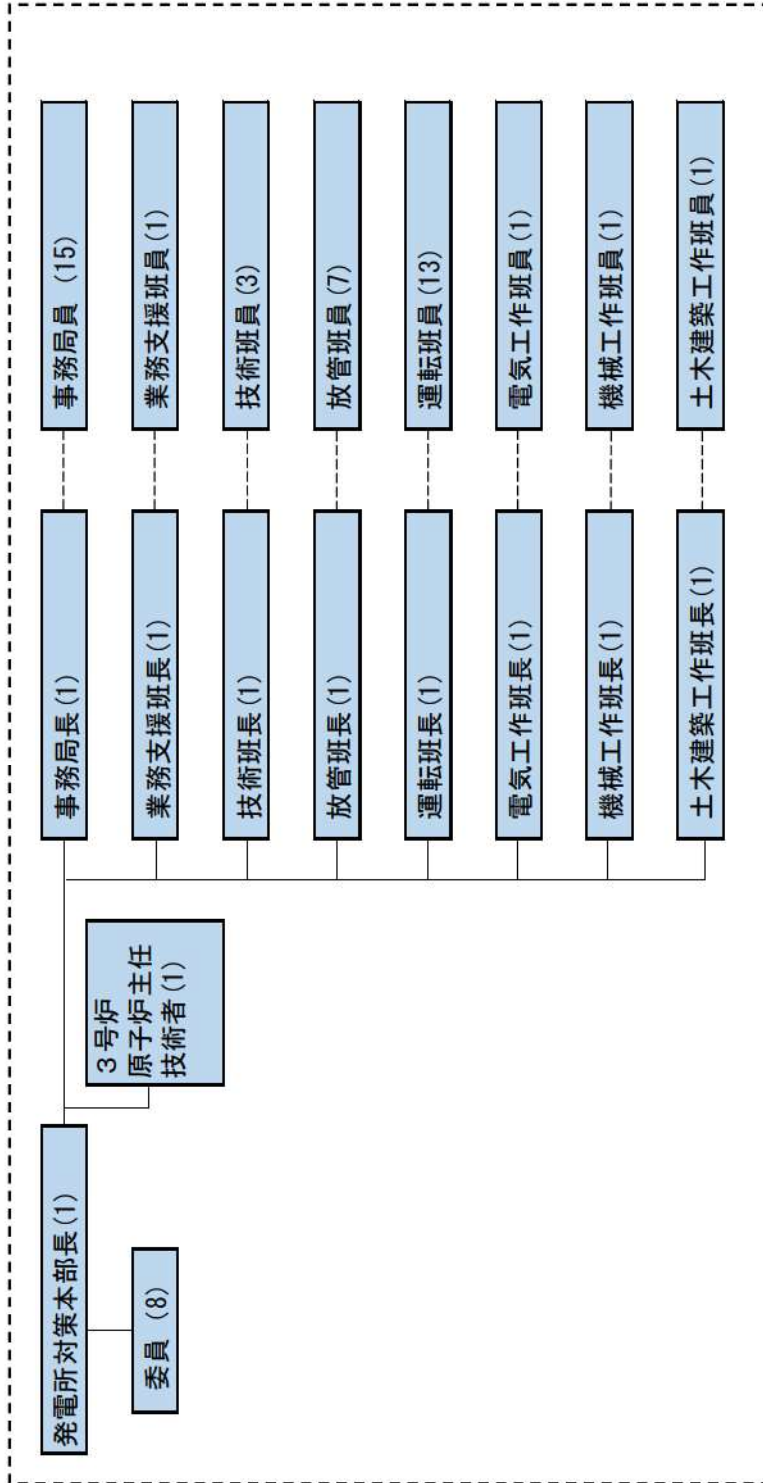 発電所対策本部長(1)
委員 (8)
３号炉
原子炉主任
技術者(1)
事務局長(1)
事務局員 (15)
業務支援班長(1)
業務支援班員(1)
技術班長(1)
技術班員(3)
放管班長(1)
放管班員(7)
運転班長(1)
運転班員(13)
電気工作班長(1)
電気工作班員(1)
機械工作班長(1)
機械工作班員(1)
土木建築工作班長(1)
土木建築工作班員(1)